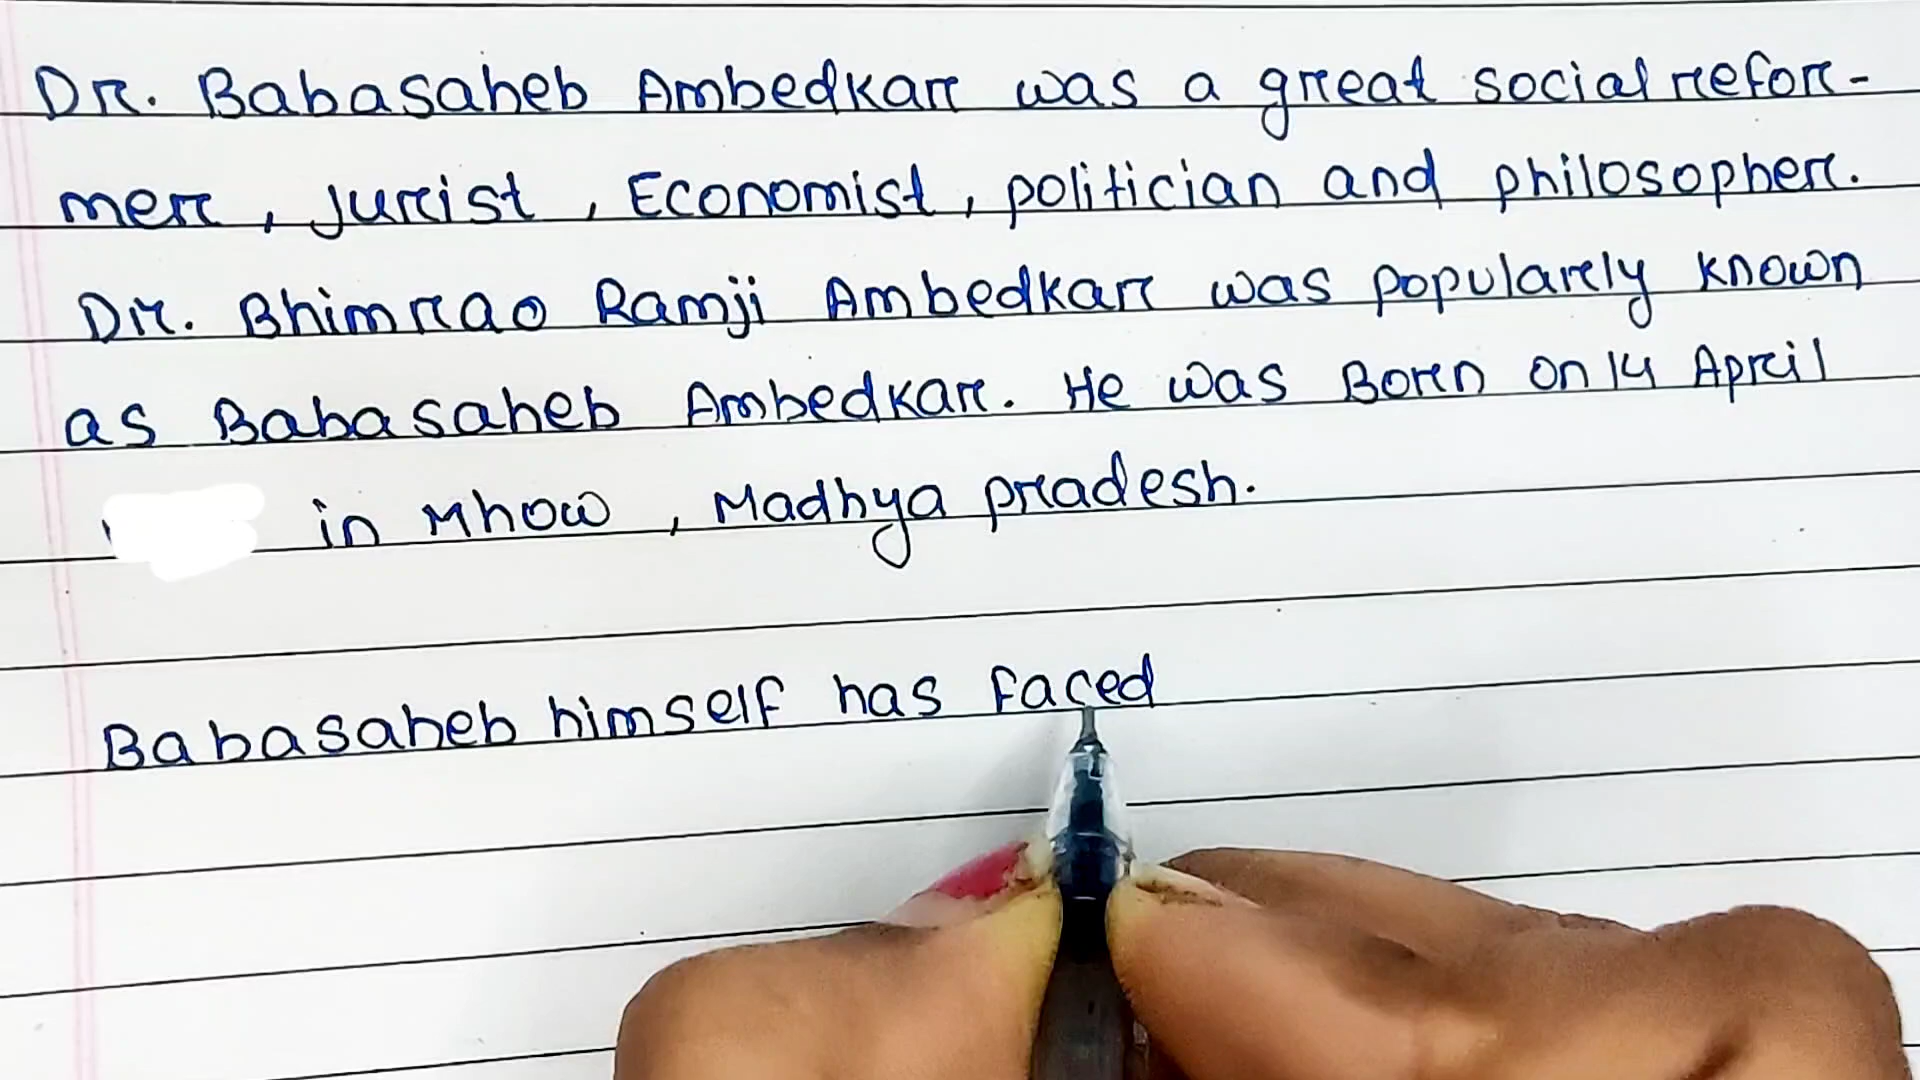 Dr. Babasaheb Ambedkar was a great social refor-
mer, jurist, Economist, politician and philosopher.
Dr. Bhimrao Ramji Ambedkar was popularly known
as Babasaheb Ambedkar. He was Born on 14 April
in Mhow, Madhya pradesh.
Babasaheb himself has faced